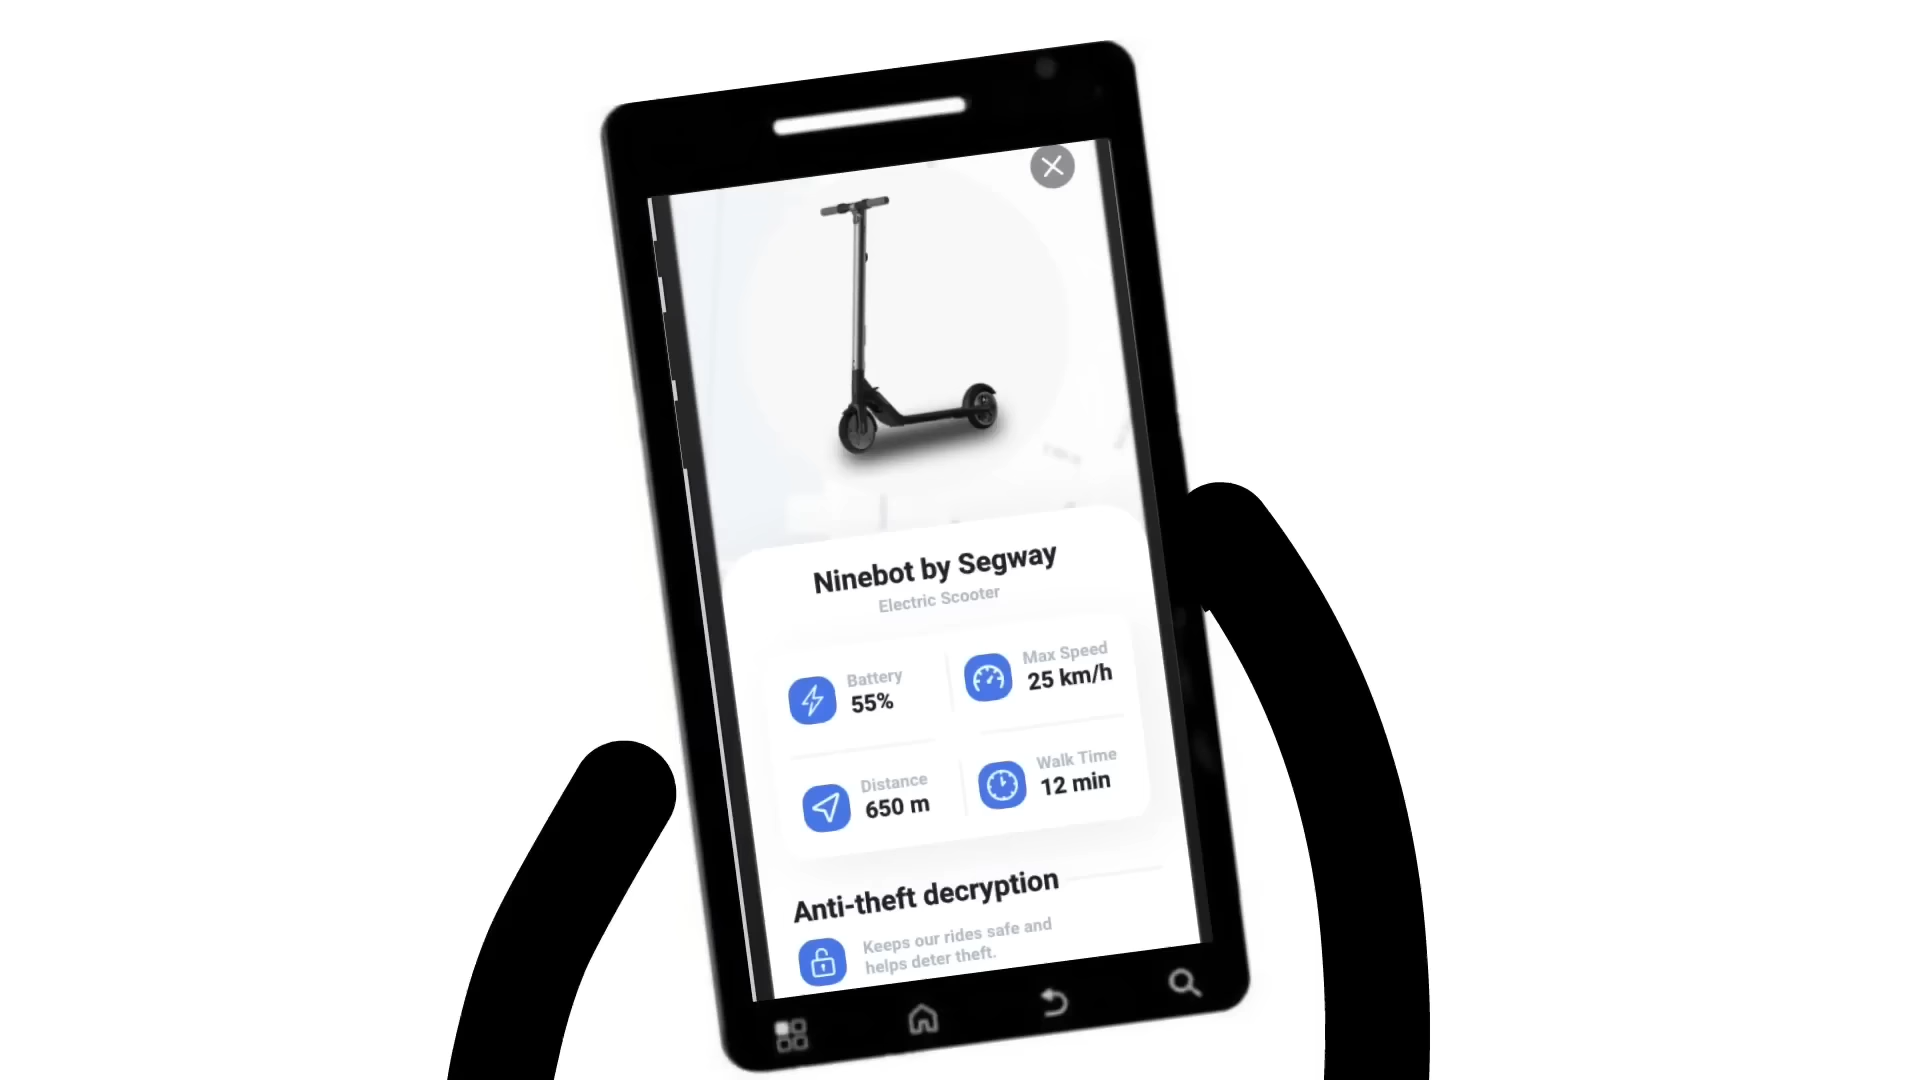 Ninebot by Segway
Electric Scooter
Battery
55%
Max Speed
25 km/h
Distance
650 m
Walk Time
12 min
Anti-theft decryption
Keeps our rides safe and
helps deter theft.